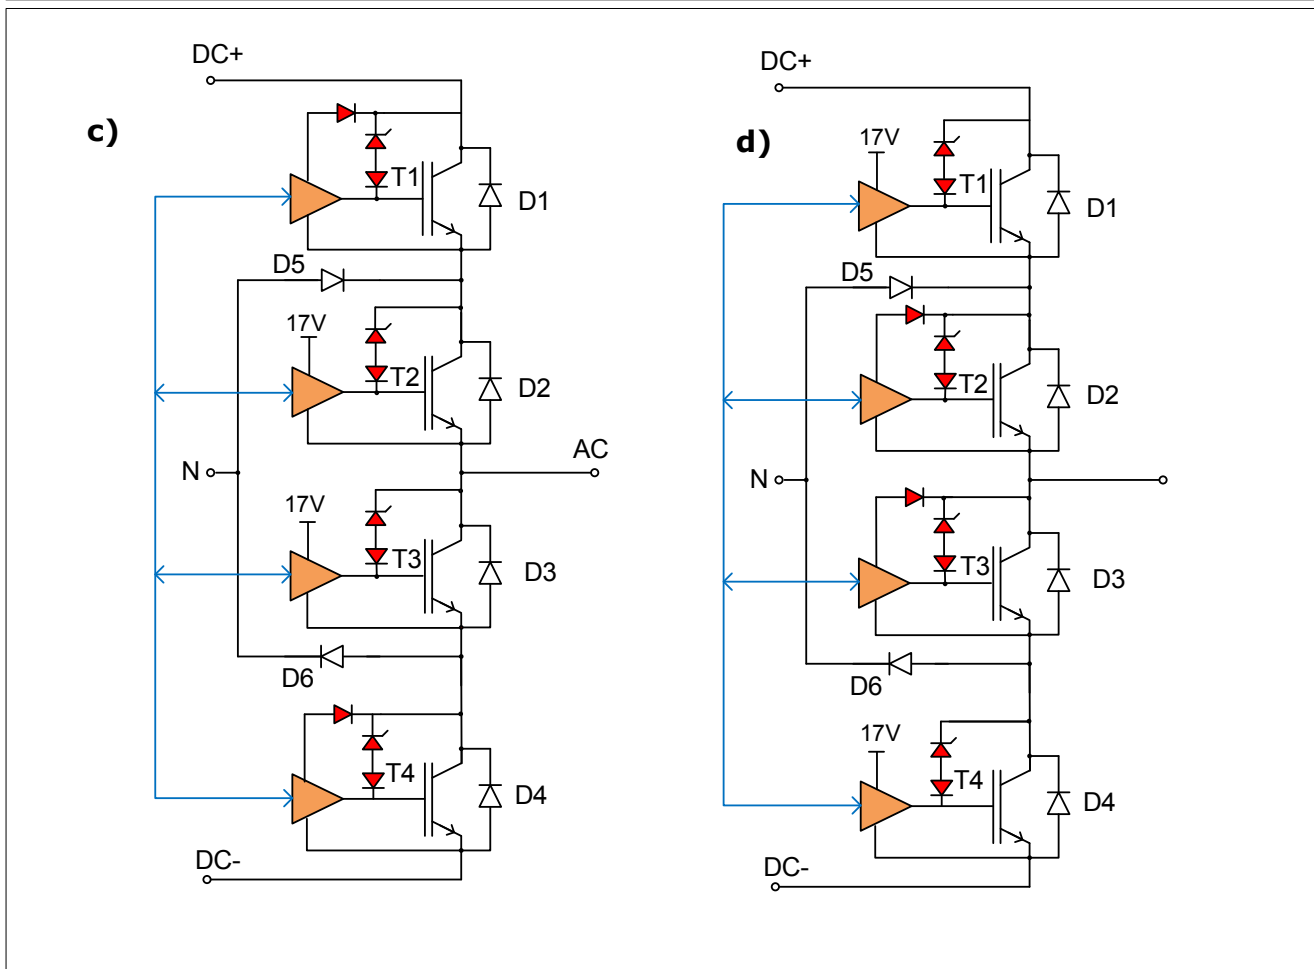 c)
DC+
T1
D1
D5
17V
T2
D2
N
AC
17V
T3
D3
D6
T4
D4
DC-
d)
DC+
17V
T1
D1
D5
T2
D2
N
T3
D3
D6
17V
T4
D4
DC-